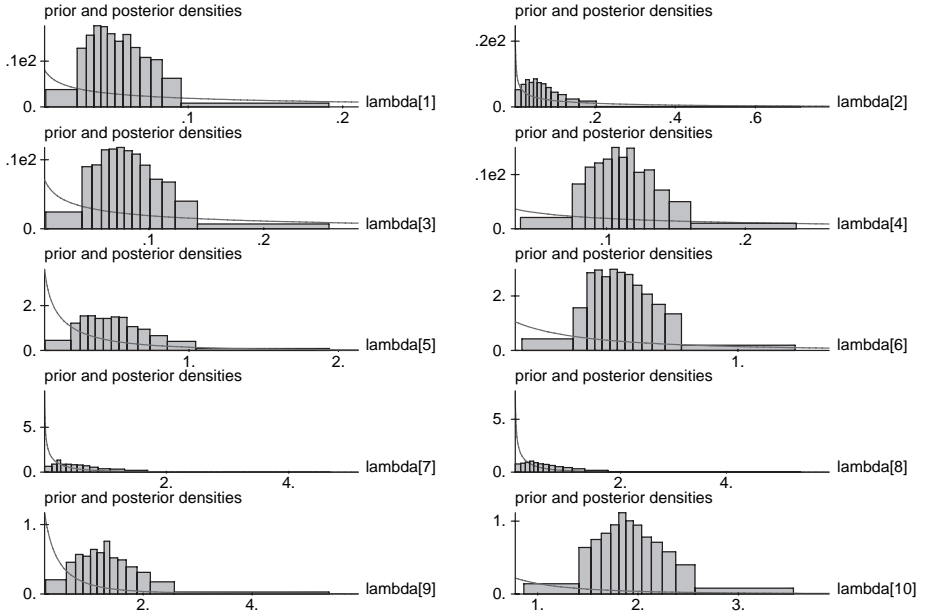 prior and posterior densities
.1e2
0.
.1
.2
lambda[1]
prior and posterior densities
.2e2
0.
.2
.4
.6
lambda[2]
prior and posterior densities
.1e2
0.
.1
.2
lambda[3]
prior and posterior densities
.1e2
0.
.1
.2
lambda[4]
prior and posterior densities
2.
0.
1.
2.
lambda[5]
prior and posterior densities
2.
0.
1.
lambda[6]
prior and posterior densities
5.
0.
2.
4.
lambda[7]
prior and posterior densities
5.
0.
2.
4.
lambda[8]
prior and posterior densities
1.
0.
2.
4.
lambda[9]
prior and posterior densities
1.
0.
1.
2.
3.
lambda[10]